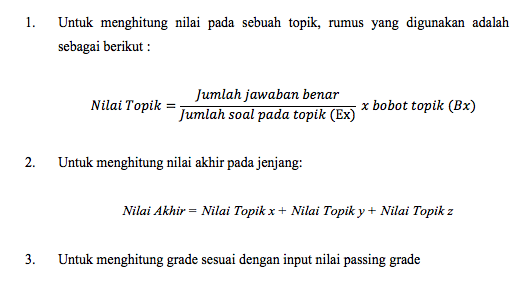 1. Untuk menghitung nilai pada sebuah topik, rumus yang digunakan adalah
sebagai berikut :
Nilai Topik = Jumlah jawaban benar / Jumlah soal pada topik (Ex) x bobot topik (Bx)
2. Untuk menghitung nilai akhir pada jenjang:
Nilai Akhir = Nilai Topik x + Nilai Topik y + Nilai Topik z
3. Untuk menghitung grade sesuai dengan input nilai passing grade